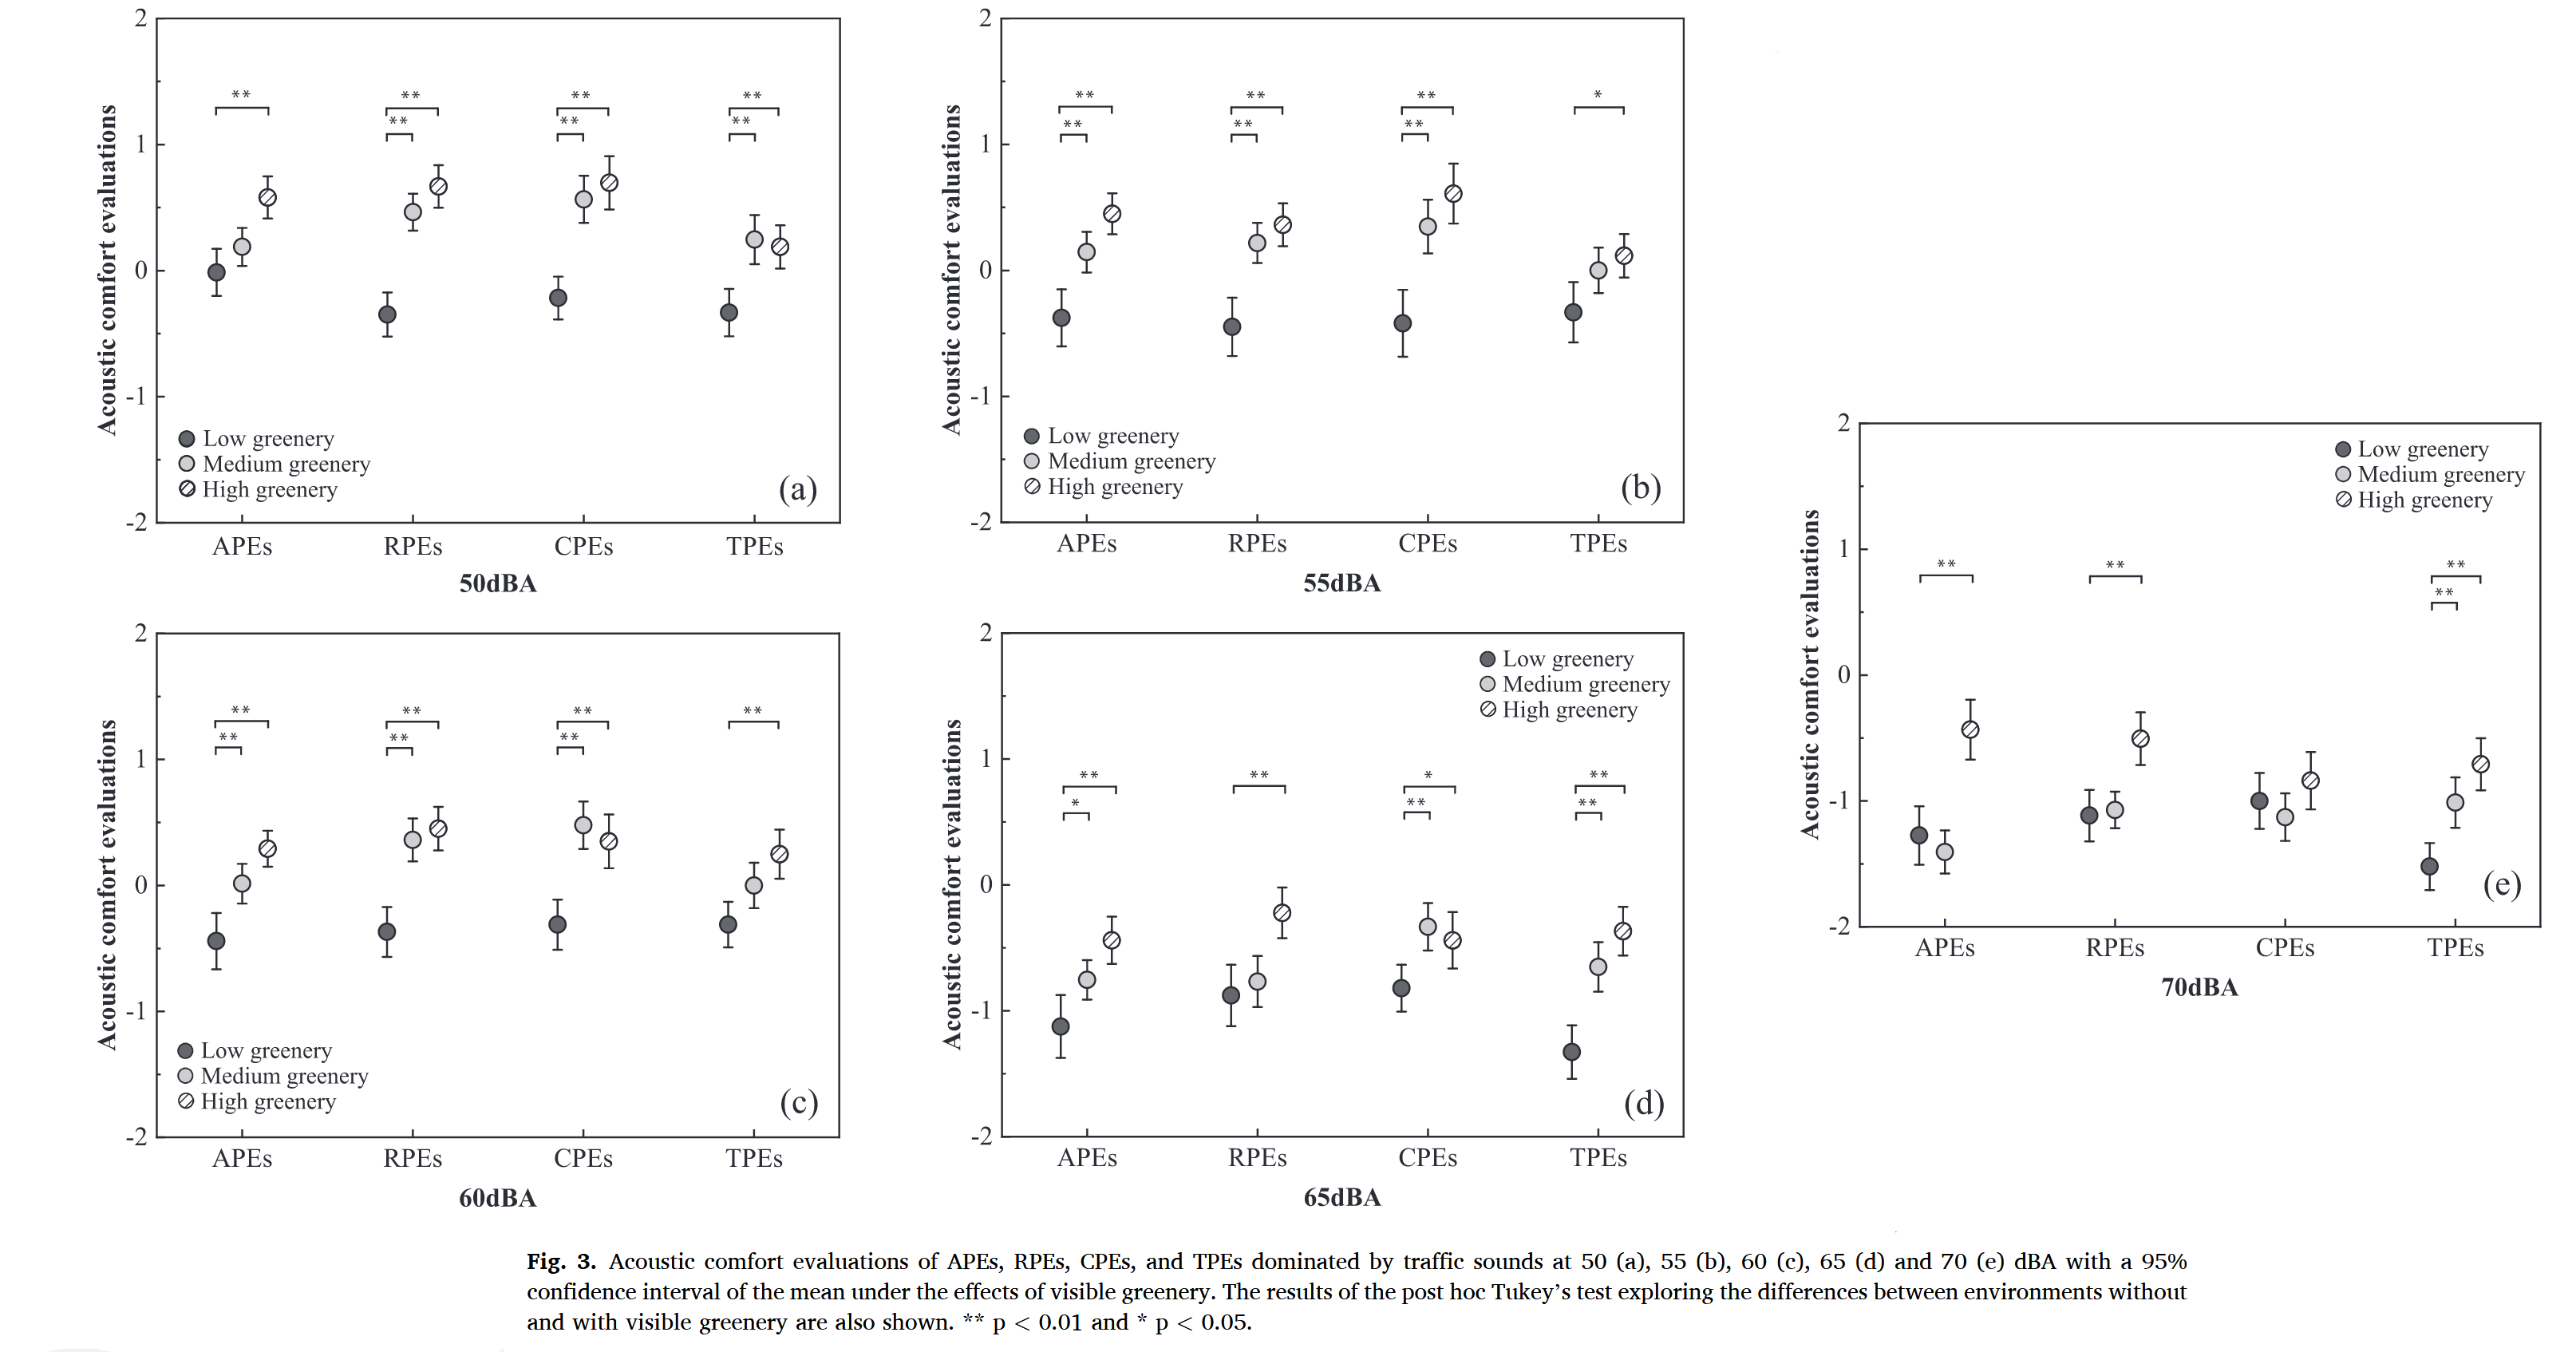 2
1
0
-1
-2
Acoustic comfort evaluations
**
** **
** **
** **
Low greenery
Medium greenery
High greenery
(a)
APEs RPEs CPEs TPEs
50dBA
2
1
0
-1
-2
Acoustic comfort evaluations
** **
** **
** **
*
Low greenery
Medium greenery
High greenery
(b)
APEs RPEs CPEs TPEs
55dBA
2
1
0
-1
-2
Acoustic comfort evaluations
** **
** **
** **
**
Low greenery
Medium greenery
High greenery
(c)
APEs RPEs CPEs TPEs
60dBA
2
1
0
-1
-2
Acoustic comfort evaluations
Low greenery
Medium greenery
High greenery
** *
**
* **
** **
(d)
APEs RPEs CPEs TPEs
65dBA
2
1
0
-1
-2
Acoustic comfort evaluations
Low greenery
Medium greenery
High greenery
**
**
** **
(e)
APEs RPEs CPEs TPEs
70dBA
Fig. 3. Acoustic comfort evaluations of APEs, RPEs, CPEs, and TPEs dominated by traffic sounds at 50 (a), 55 (b), 60 (c), 65 (d) and 70 (e) dBA with a 95%
confidence interval of the mean under the effects of visible greenery. The results of the post hoc Tukey’s test exploring the differences between environments without
and with visible greenery are also shown. ** p < 0.01 and * p < 0.05.